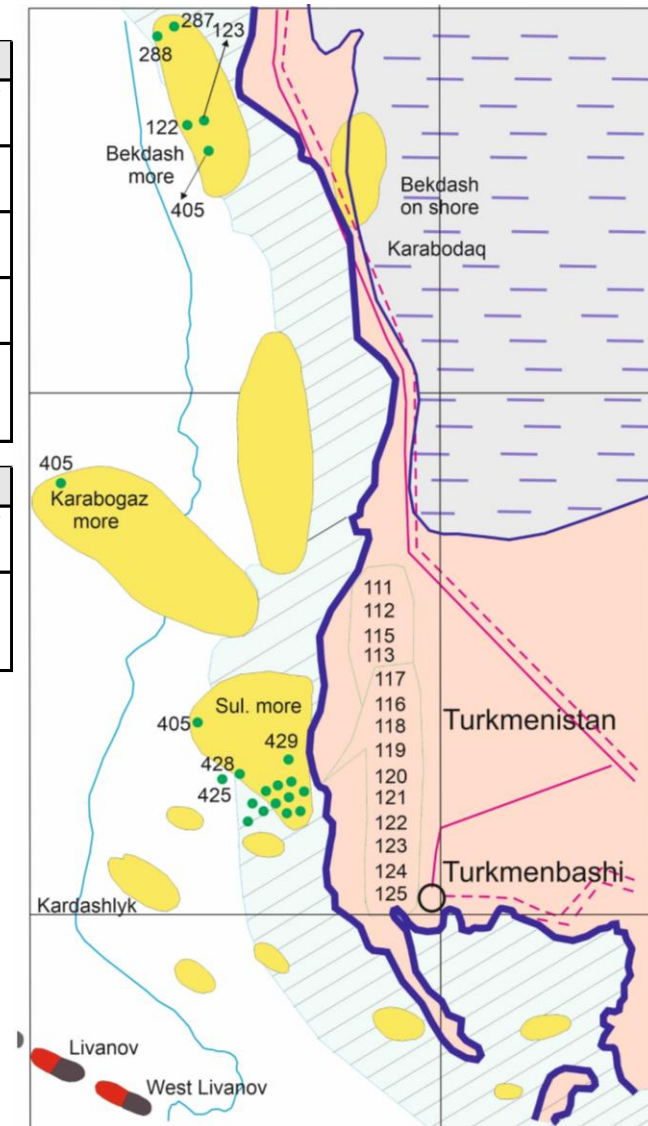 287
123
288
122
Bekdash
more
405
Bekdash
on shore
Karabodaq
405
Karabogaz
more
111
112
115
113
117
116
118
119
120
121
122
123
124
125
Sul. more
405
429
428
425
Turkmenistan
Turkmenbashi
Kardashlyk
Livanov
West Livanov